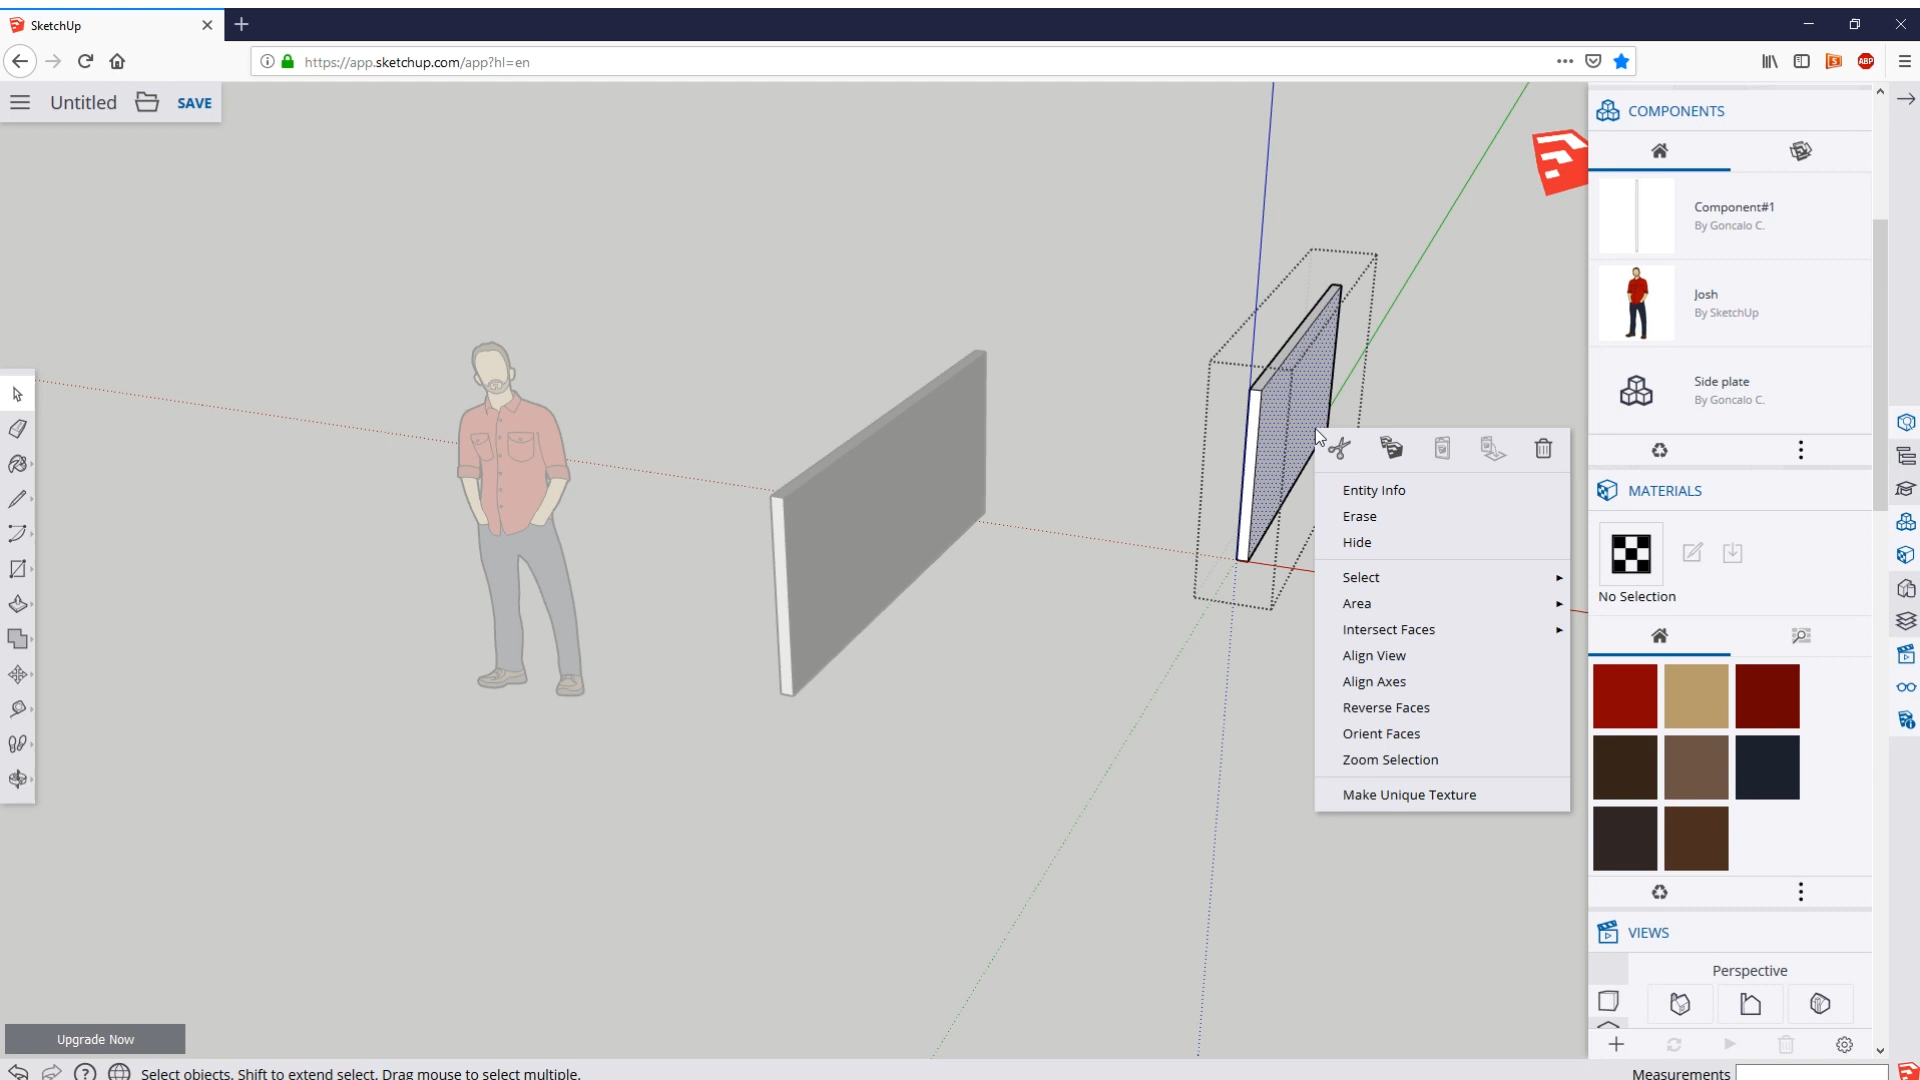 SketchUp
https://app.sketchup.com/app?hl=en
ABP
Untitled
SAVE
COMPONENTS
Component#1
By Goncalo C.
Josh
By SketchUp
Side plate
By Goncalo C.
Entity Info
Erase
Hide
Select
Area
Intersect Faces
Align View
Align Axes
Reverse Faces
Orient Faces
Zoom Selection
Make Unique Texture
MATERIALS
No Selection
VIEWS
Perspective
Upgrade Now
Select objects. Shift to extend select. Drag mouse to select multiple.
Measurements